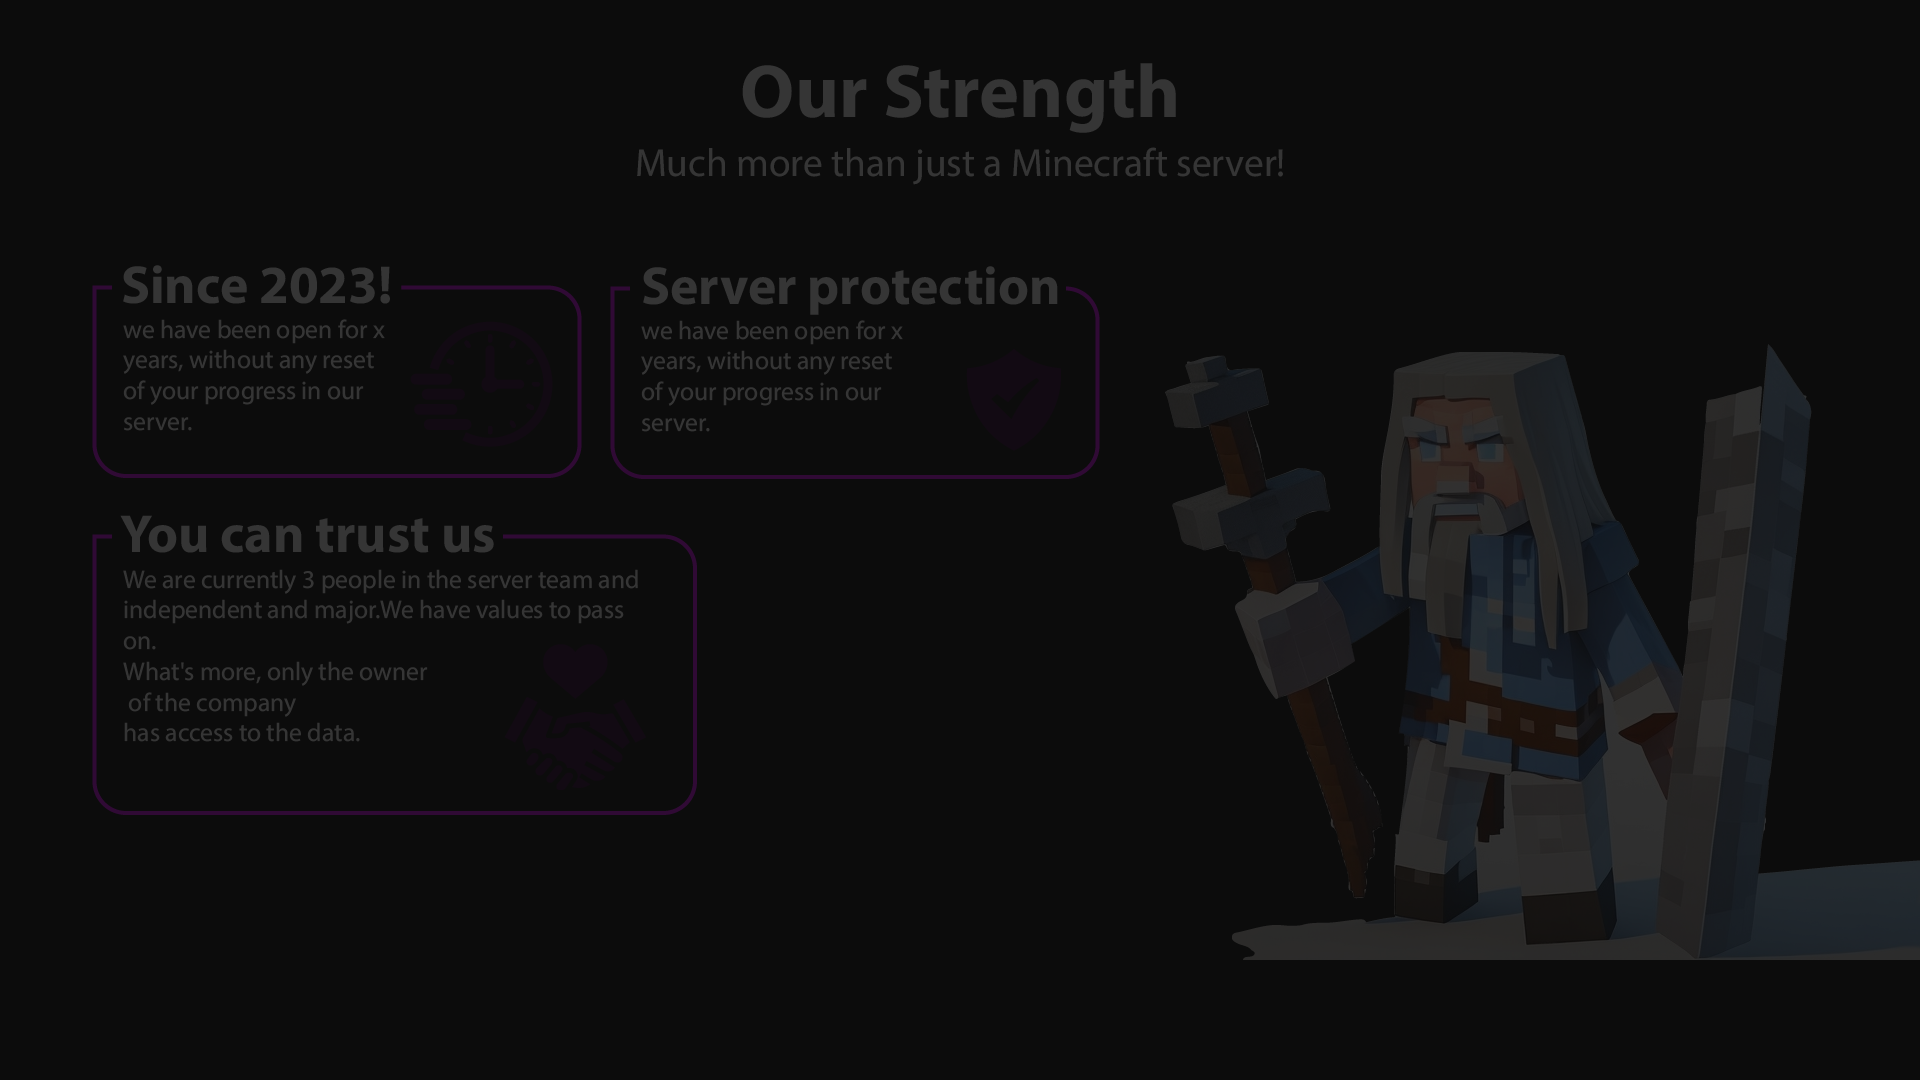 Our Strength
Much more than just a Minecraft server!
Since 2023!
we have been open for x
years, without any reset
of your progress in our
server.
Server protection
we have been open for x
years, without any reset
of your progress in our
server.
You can trust us
We are currently 3 people in the server team and
independent and major.We have values to pass
on.
What's more, only the owner
of the company
has access to the data.